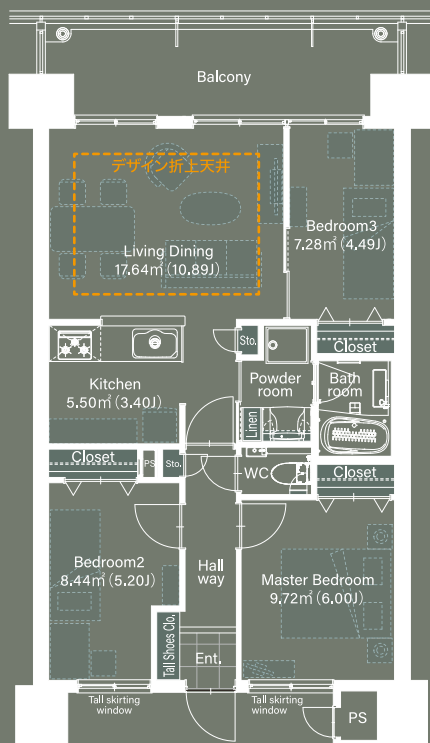 Balcony
デザイン折上天井
Living Dining
17.64㎡(10.89J)
Bedroom3
7.28㎡(4.49J)
Sto.
Closet
Kitchen
5.50㎡(3.40J)
Powder
room
Bath
room
Linen
Closet
PS
Sto.
WC
Closet
Bedroom2
8.44㎡(5.20J)
Hall
way
Master Bedroom
9.72㎡(6.00J)
Tall Shoes Clo.
Ent.
Tall skirting
window
Tall skirting
window
PS